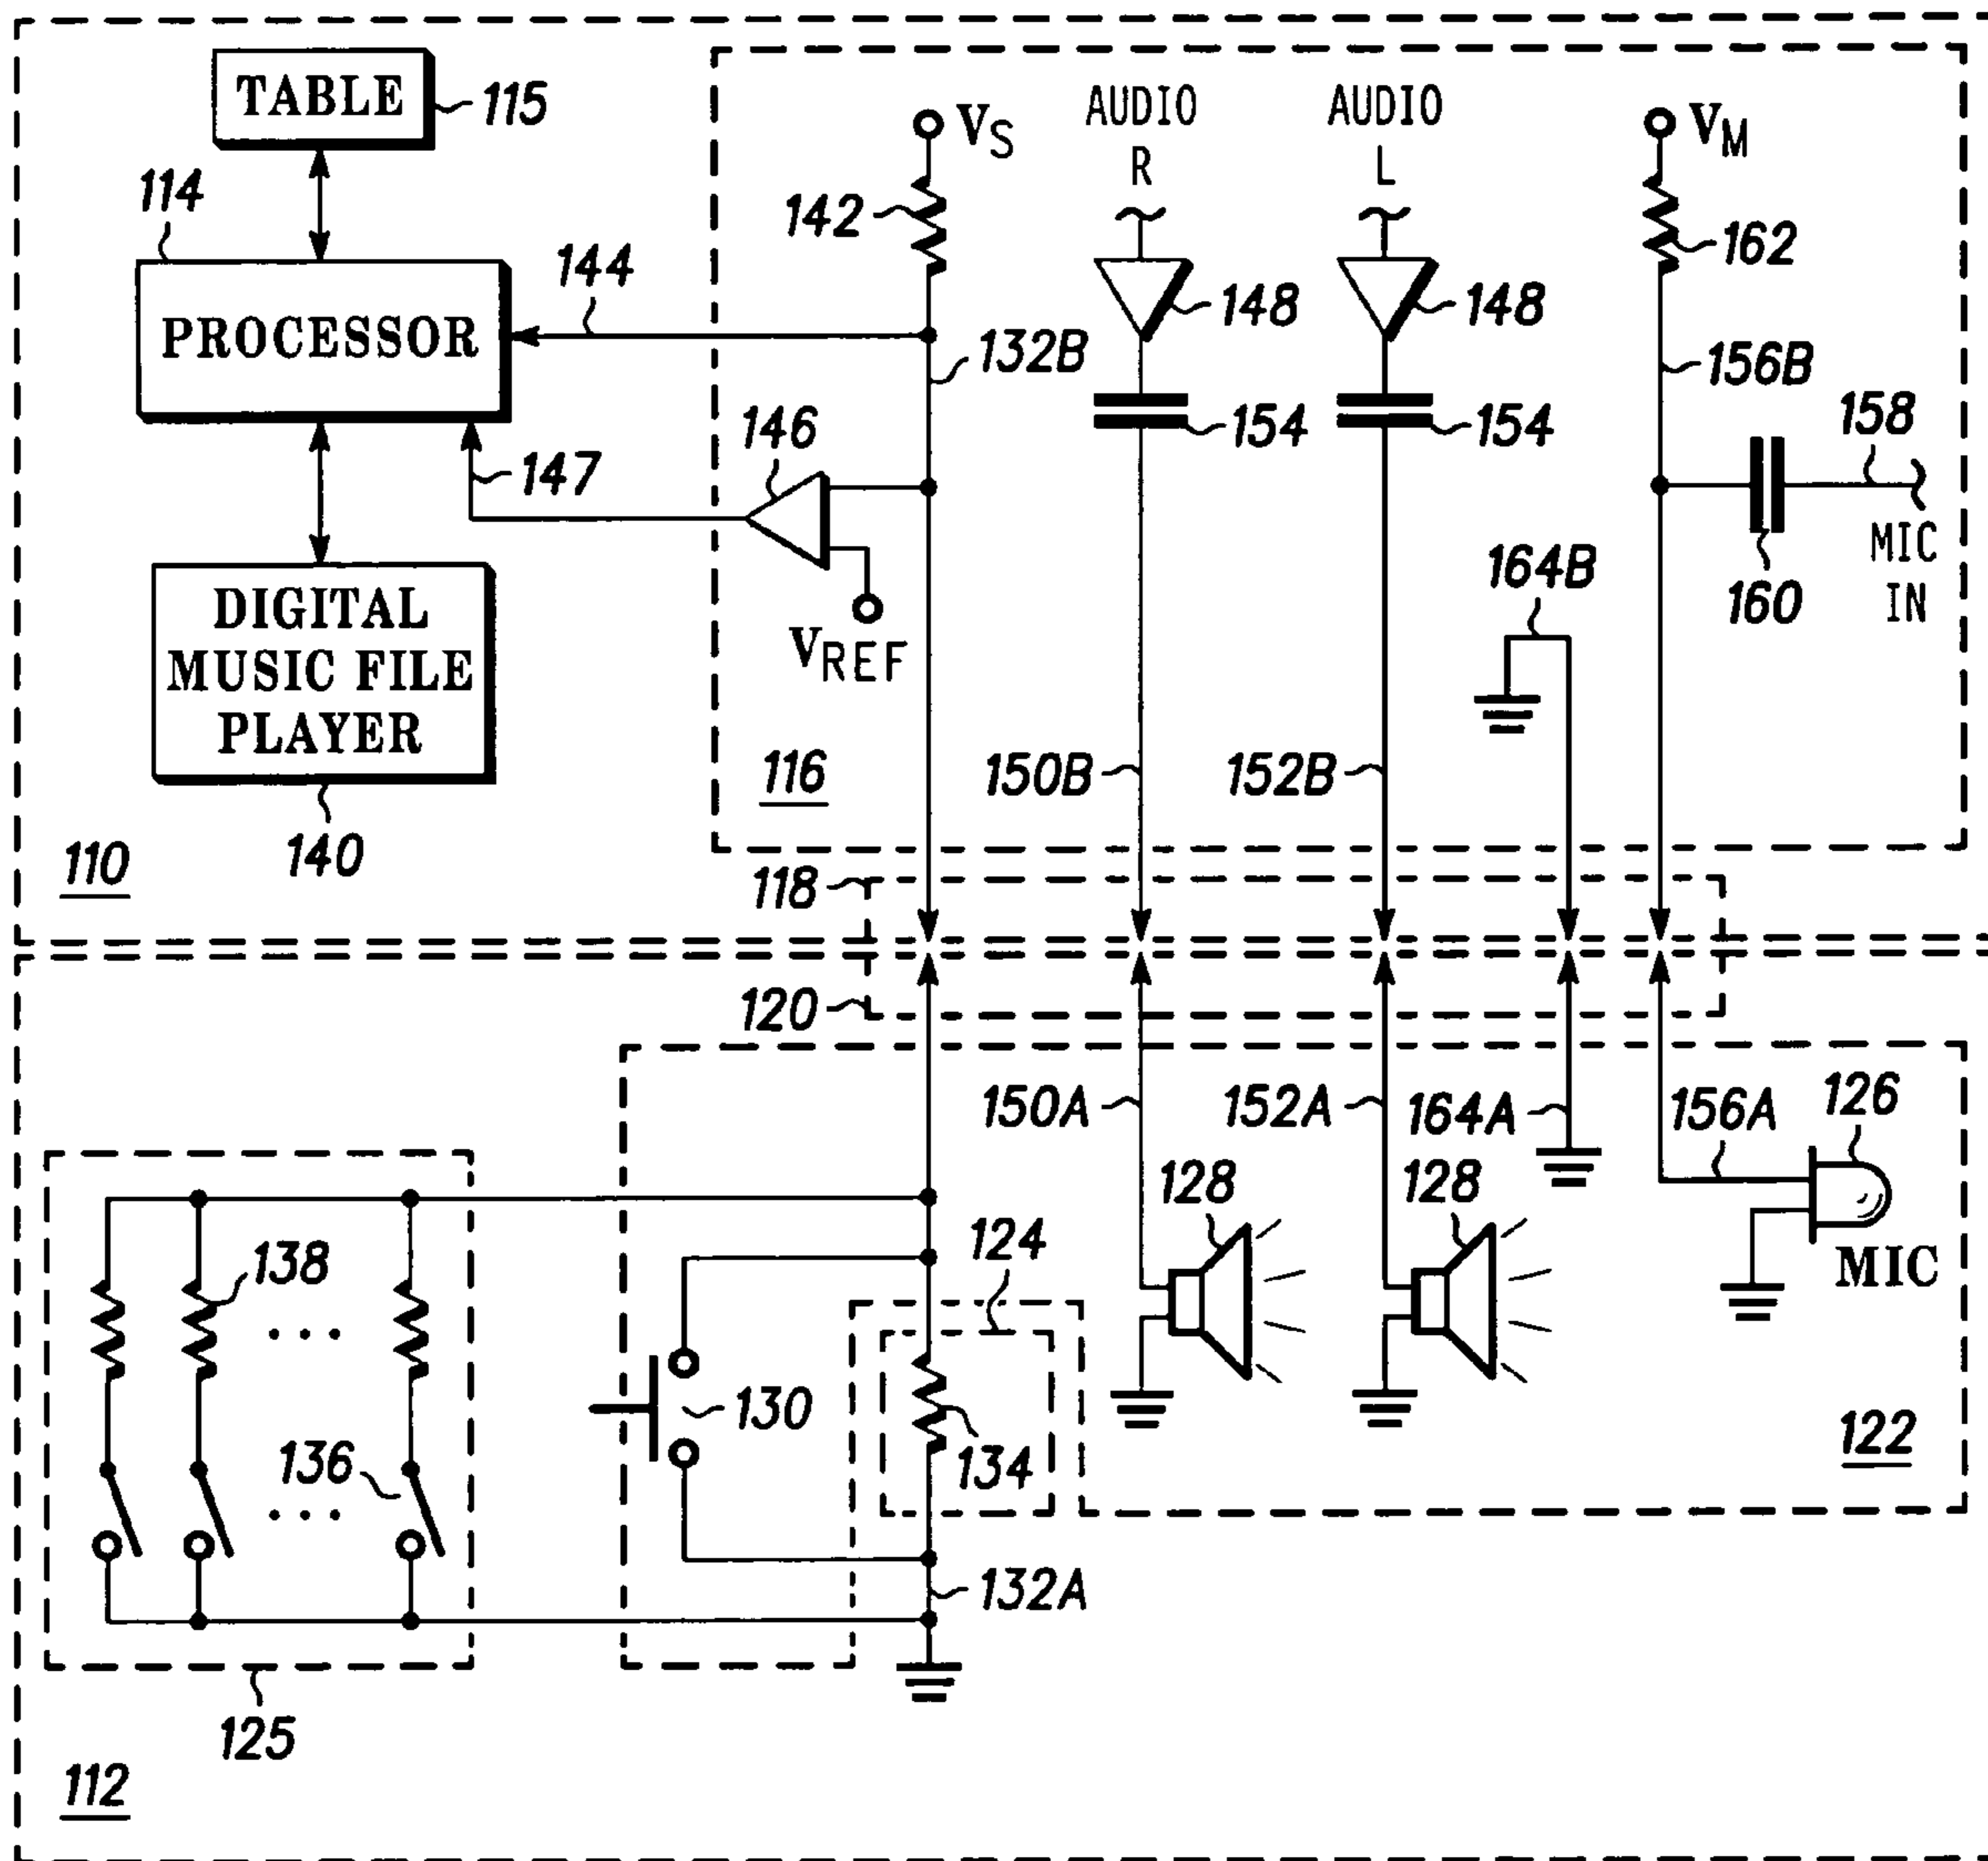 TABLE
115
114
PROCESSOR
144
147
DIGITAL
MUSIC FILE
PLAYER
140
110
VS
142
132B
146
VREF
116
AUDIO
R
148
154
150B
AUDIO
L
148
154
152B
164B
VM
162
156B
158
160
MIC
IN
118
120
150A
152A
164A
156A
126
MIC
128
128
124
138
136
130
134
122
132A
125
112